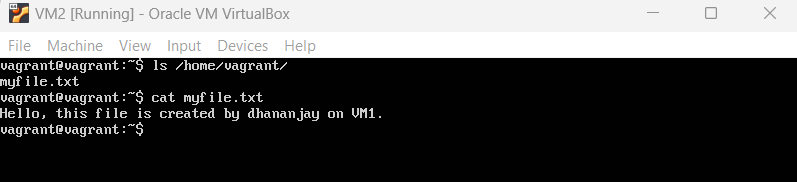 VM2 [Running] - Oracle VM VirtualBox
File Machine View Input Devices Help
vagrant@vagrant:~$ ls /home/vagrant/
myfile.txt
vagrant@vagrant:~$ cat myfile.txt
Hello, this file is created by dhananjay on VM1.
vagrant@vagrant:~$